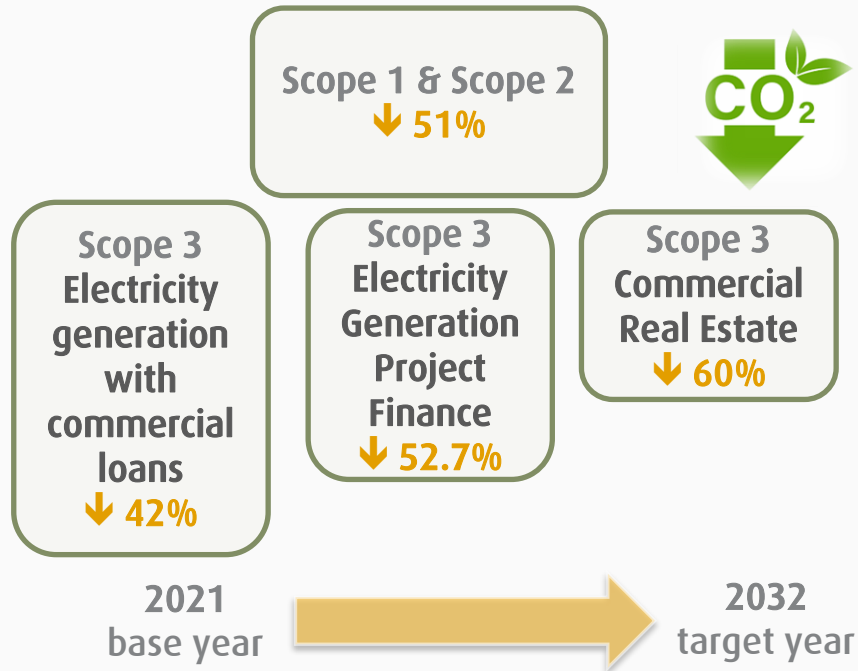 Scope 1 & Scope 2
↓ 51%
CO₂
Scope 3
Electricity
generation
with
commercial
loans
↓ 42%
Scope 3
Electricity
Generation
Project
Finance
↓ 52.7%
Scope 3
Commercial
Real Estate
↓ 60%
2021
base year
2032
target year